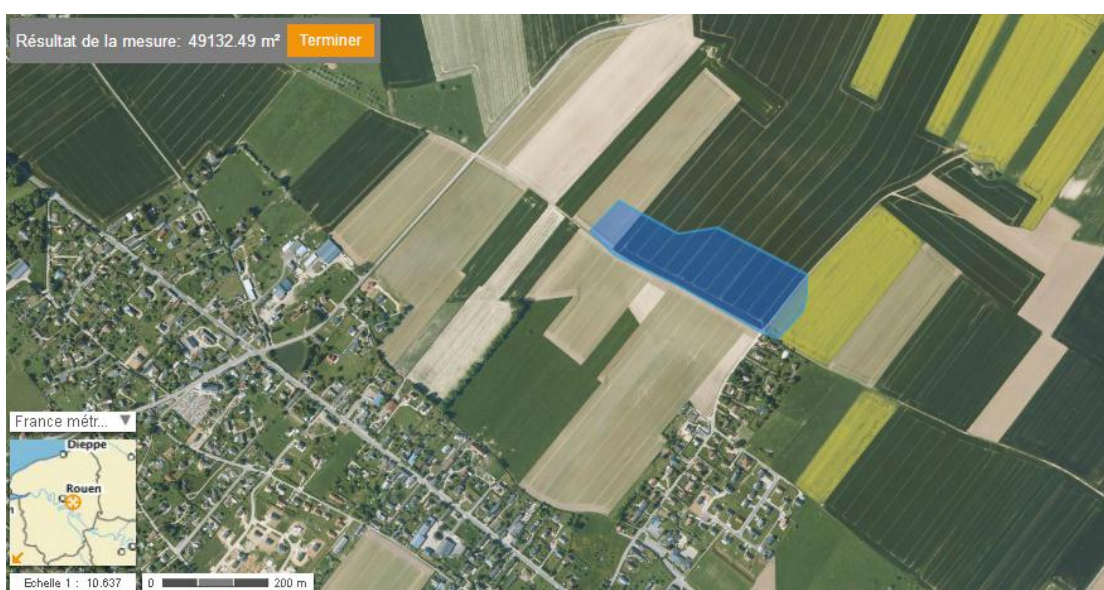 Résultat de la mesure: 49132.49 m² Terminer
France métr... ▼
Dieppe
Rouen
Echelle 1 : 10.637 0 200 m